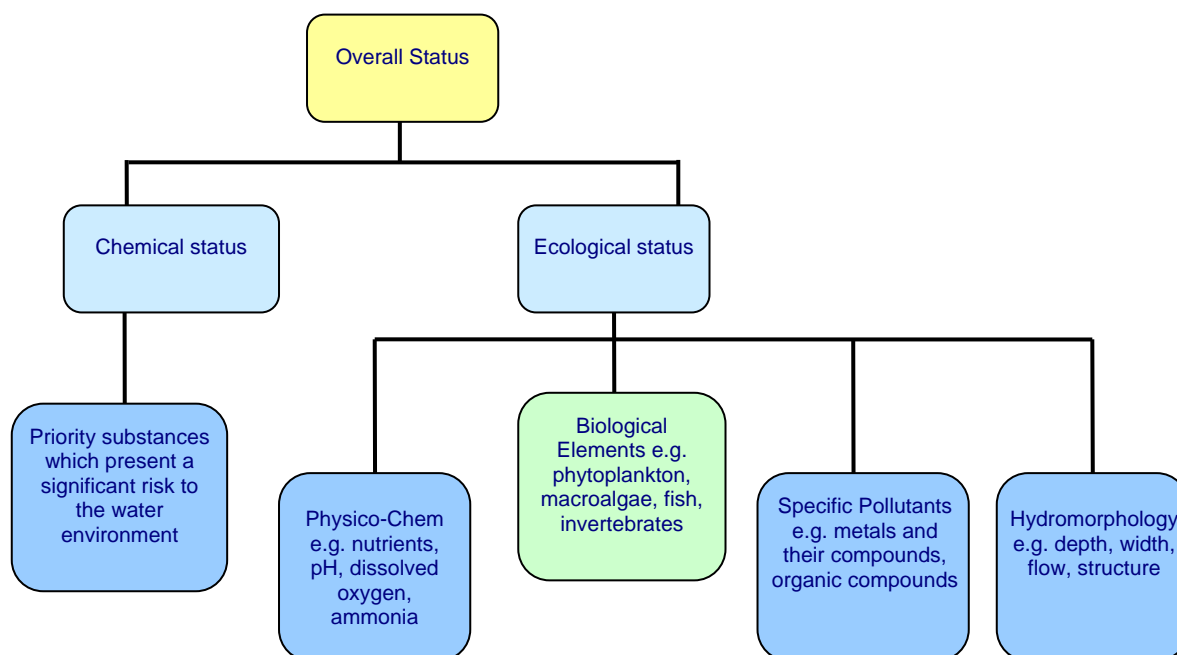 Overall Status
Chemical status
Ecological status
Priority substances
which present a
significant risk to
the water
environment
Physico-Chem
e.g. nutrients,
pH, dissolved
oxygen,
ammonia
Biological
Elements e.g.
phytoplankton,
macroalgae, fish,
invertebrates
Specific Pollutants
e.g. metals and
their compounds,
organic compounds
Hydromorphology
e.g. depth, width,
flow, structure